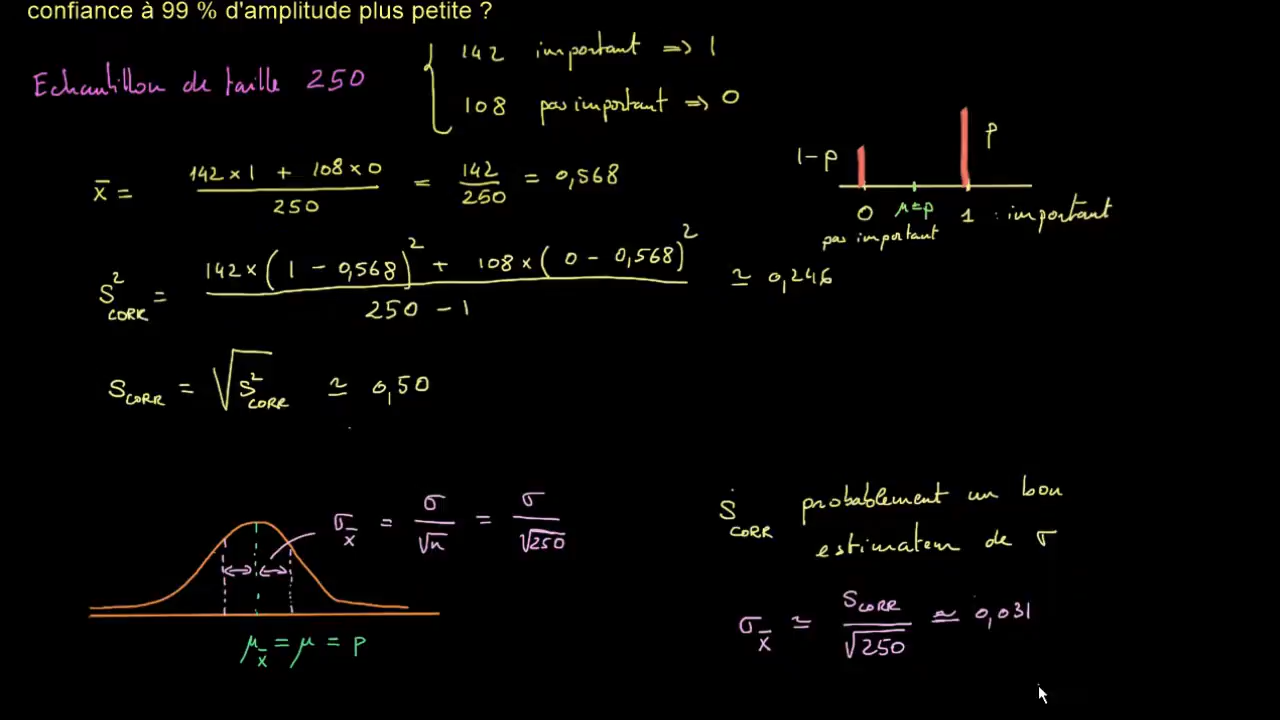 confiance à 99 % d'amplitude plus petite ?
Echantillon de taille 250
142 important => 1
108 pas important => 0
x̄ = (142 × 1 + 108 × 0) / 250 = 142/250 = 0,568
1-p
p
0 μ=p 1 : important
pas important
S²CORR = (142 × (1 - 0,568)² + 108 × (0 - 0,568)²) / (250 - 1) ≃ 0,246
SCORR = √S²CORR ≃ 0,50
σx̄ = σ/√n = σ/√250
μx̄ = μ = p
SCORR probablement un bon
estimateur de σ
σx̄ ≃ SCORR/√250 ≃ 0,031